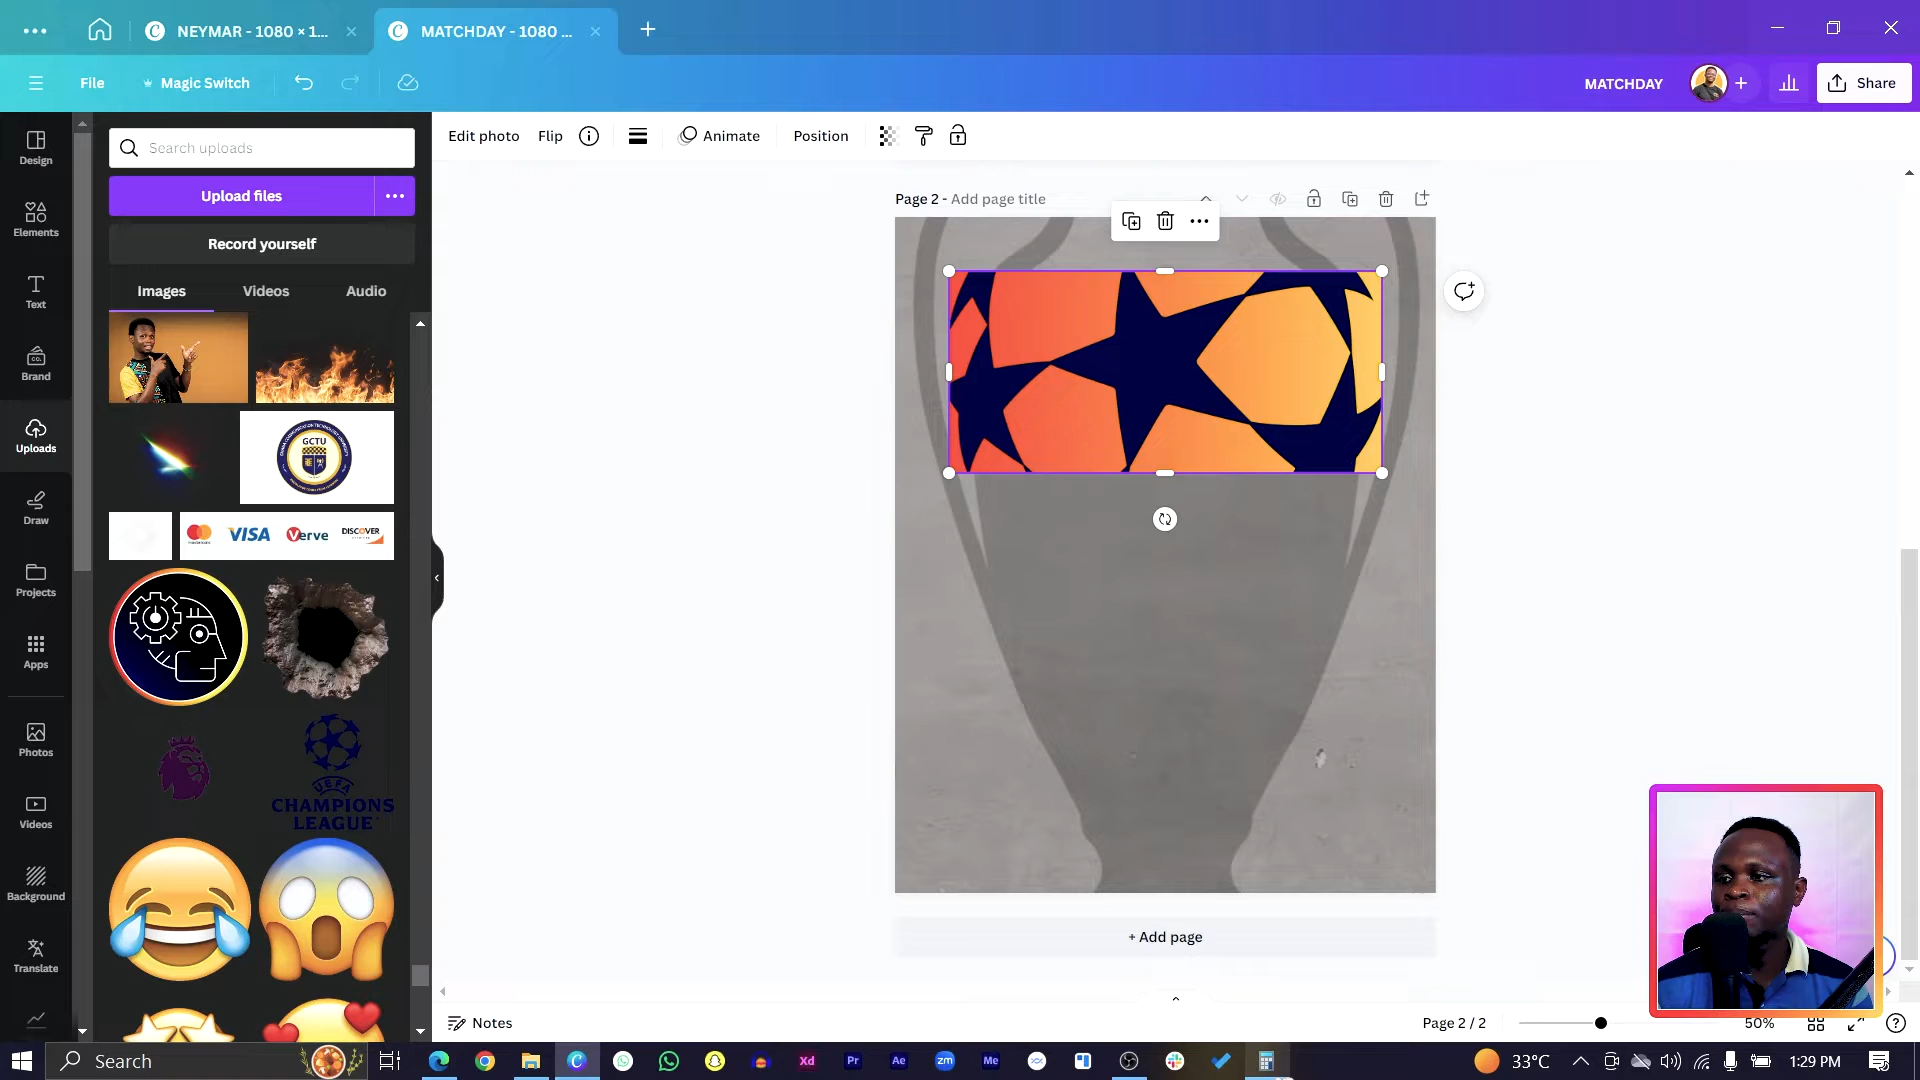 NEYMAR - 1080 × 1...
MATCHDAY - 1080 ...
File
Magic Switch
MATCHDAY
Share
Design
Elements
Text
Brand
Uploads
Draw
Projects
Apps
Photos
Videos
Background
Translate
Search uploads
Upload files
Record yourself
Images
Videos
Audio
GCTU
VISA
Verve
DISCOVER
UEFA
CHAMPIONS
LEAGUE
Edit photo
Flip
Animate
Position
Page 2 - Add page title
+ Add page
Notes
Page 2 / 2
50%
Search
Xd
Pr
Ae
zm
Me
33°C
1:29 PM